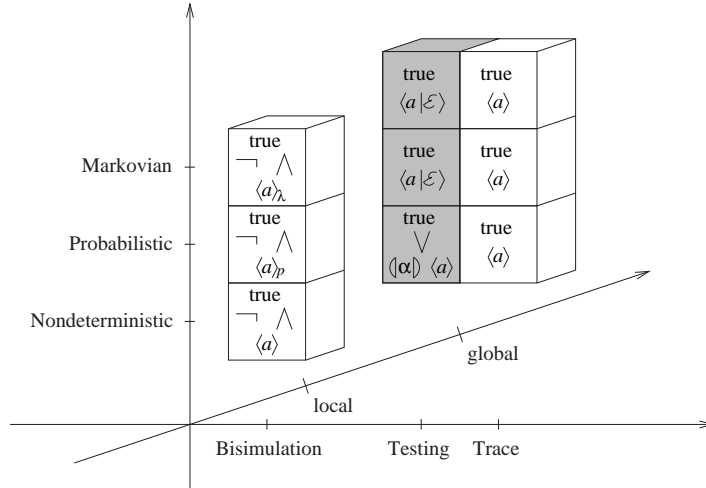 true
⟨a|ℰ⟩
true
⟨a⟩
true
¬ ∧
⟨a⟩λ
true
⟨a|ℰ⟩
true
⟨a⟩
Markovian
true
¬ ∧
⟨a⟩p
true
∨
⦇α⦈ ⟨a⟩
true
⟨a⟩
Probabilistic
true
¬ ∧
⟨a⟩
Nondeterministic
global
local
Bisimulation
Testing
Trace